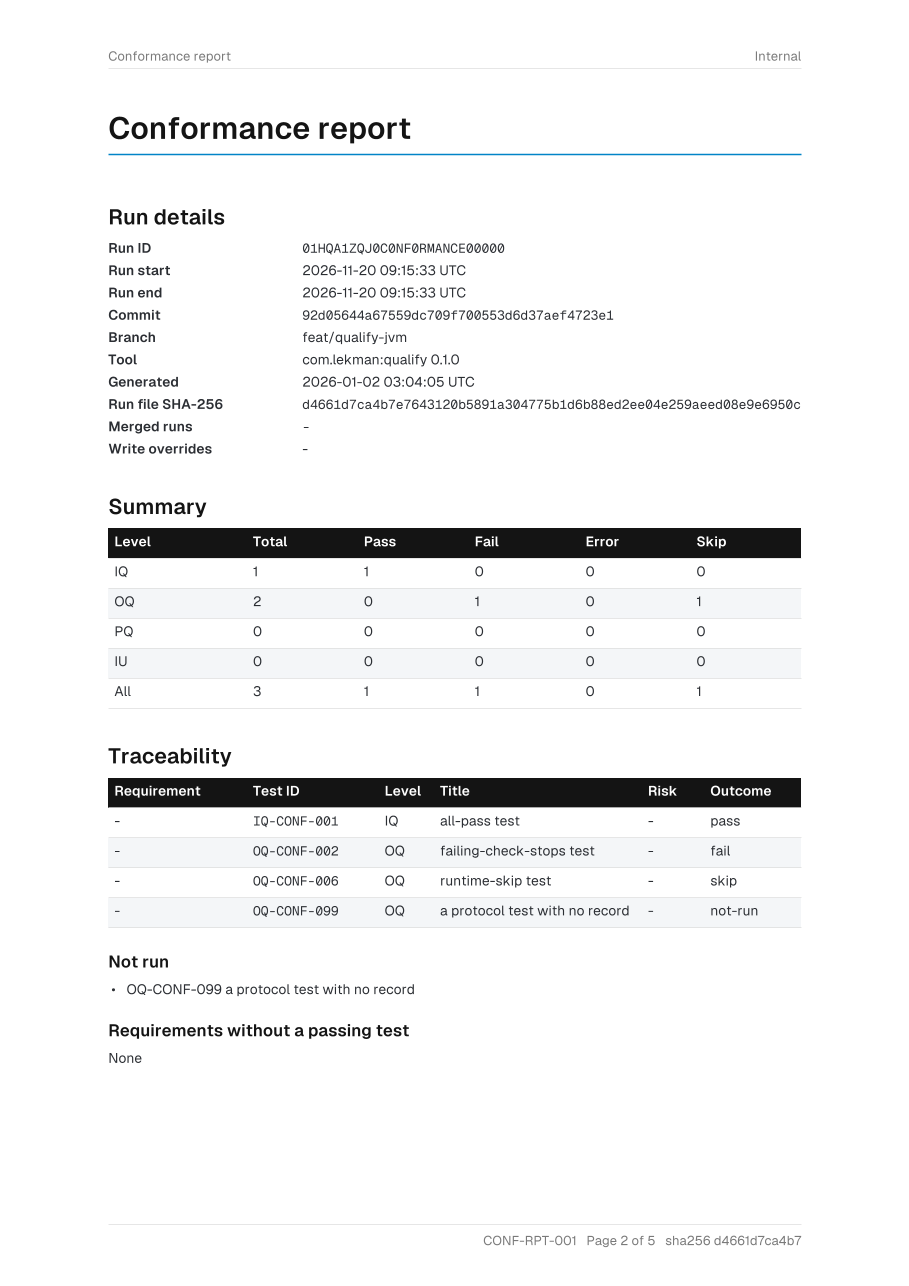 Conformance report Internal
Conformance report
Run details
Run ID 01HQA1ZQJ0C0NF0RMANCE00000
Run start 2026-11-20 09:15:33 UTC
Run end 2026-11-20 09:15:33 UTC
Commit 92d05644a67559dc709f700553d6d37aef4723e1
Branch feat/qualify-jvm
Tool com.lekman:qualify 0.1.0
Generated 2026-01-02 03:04:05 UTC
Run file SHA-256 d4661d7ca4b7e7643120b5891a304775b1d6b88ed2ee04e259aeed08e9e6950c
Merged runs -
Write overrides -
Summary
Level Total Pass Fail Error Skip
IQ 1 1 0 0 0
OQ 2 0 1 0 1
PQ 0 0 0 0 0
IU 0 0 0 0 0
All 3 1 1 0 1
Traceability
Requirement Test ID Level Title Risk Outcome
- IQ-CONF-001 IQ all-pass test - pass
- OQ-CONF-002 OQ failing-check-stops test - fail
- OQ-CONF-006 OQ runtime-skip test - skip
- OQ-CONF-099 OQ a protocol test with no record - not-run
Not run
• OQ-CONF-099 a protocol test with no record
Requirements without a passing test
None
CONF-RPT-001 Page 2 of 5 sha256 d4661d7ca4b7